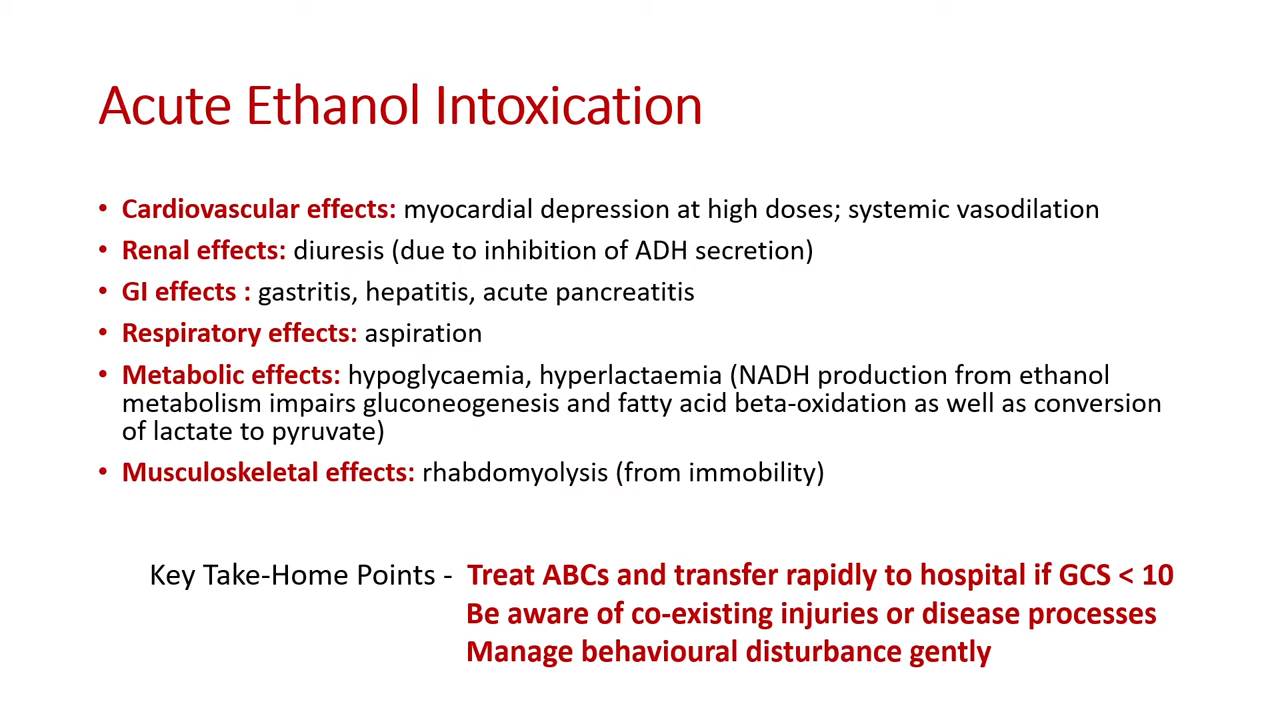 Acute Ethanol Intoxication
• Cardiovascular effects: myocardial depression at high doses; systemic vasodilation
• Renal effects: diuresis (due to inhibition of ADH secretion)
• GI effects : gastritis, hepatitis, acute pancreatitis
• Respiratory effects: aspiration
• Metabolic effects: hypoglycaemia, hyperlactaemia (NADH production from ethanol
metabolism impairs gluconeogenesis and fatty acid beta-oxidation as well as conversion
of lactate to pyruvate)
• Musculoskeletal effects: rhabdomyolysis (from immobility)
Key Take-Home Points - Treat ABCs and transfer rapidly to hospital if GCS < 10
Be aware of co-existing injuries or disease processes
Manage behavioural disturbance gently